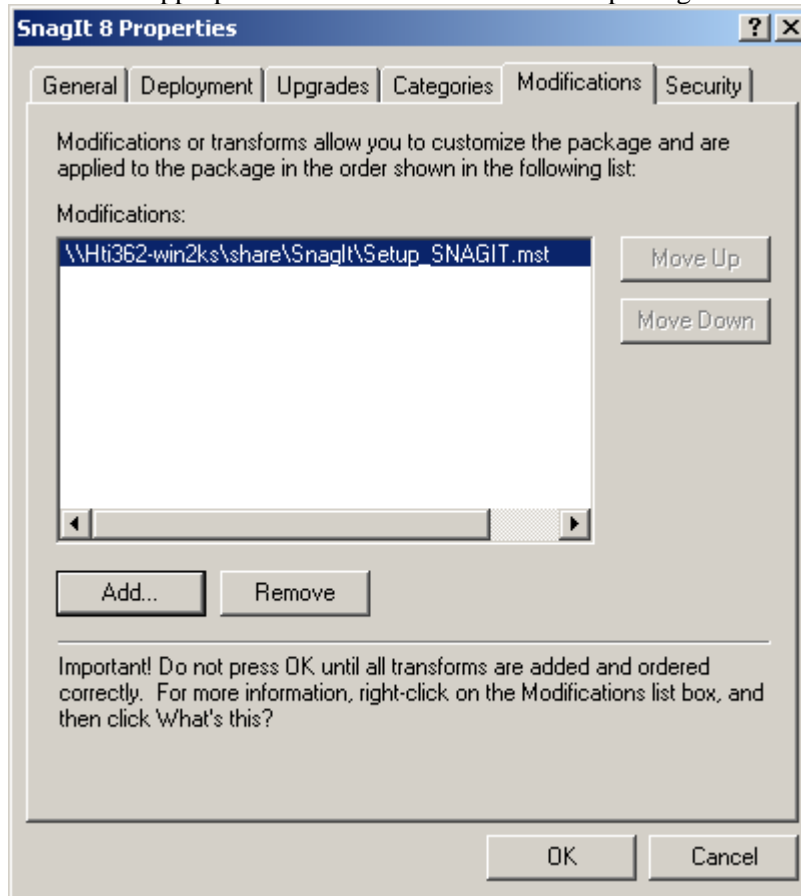 SnagIt 8 Properties
General Deployment Upgrades Categories Modifications Security
Modifications or transforms allow you to customize the package and are
applied to the package in the order shown in the following list:
Modifications:
\\Hti362-win2ks\share\SnagIt\Setup_SNAGIT.mst
Move Up
Move Down
Add...
Remove
Important! Do not press OK until all transforms are added and ordered
correctly. For more information, right-click on the Modifications list box, and
then click What's this?
OK
Cancel